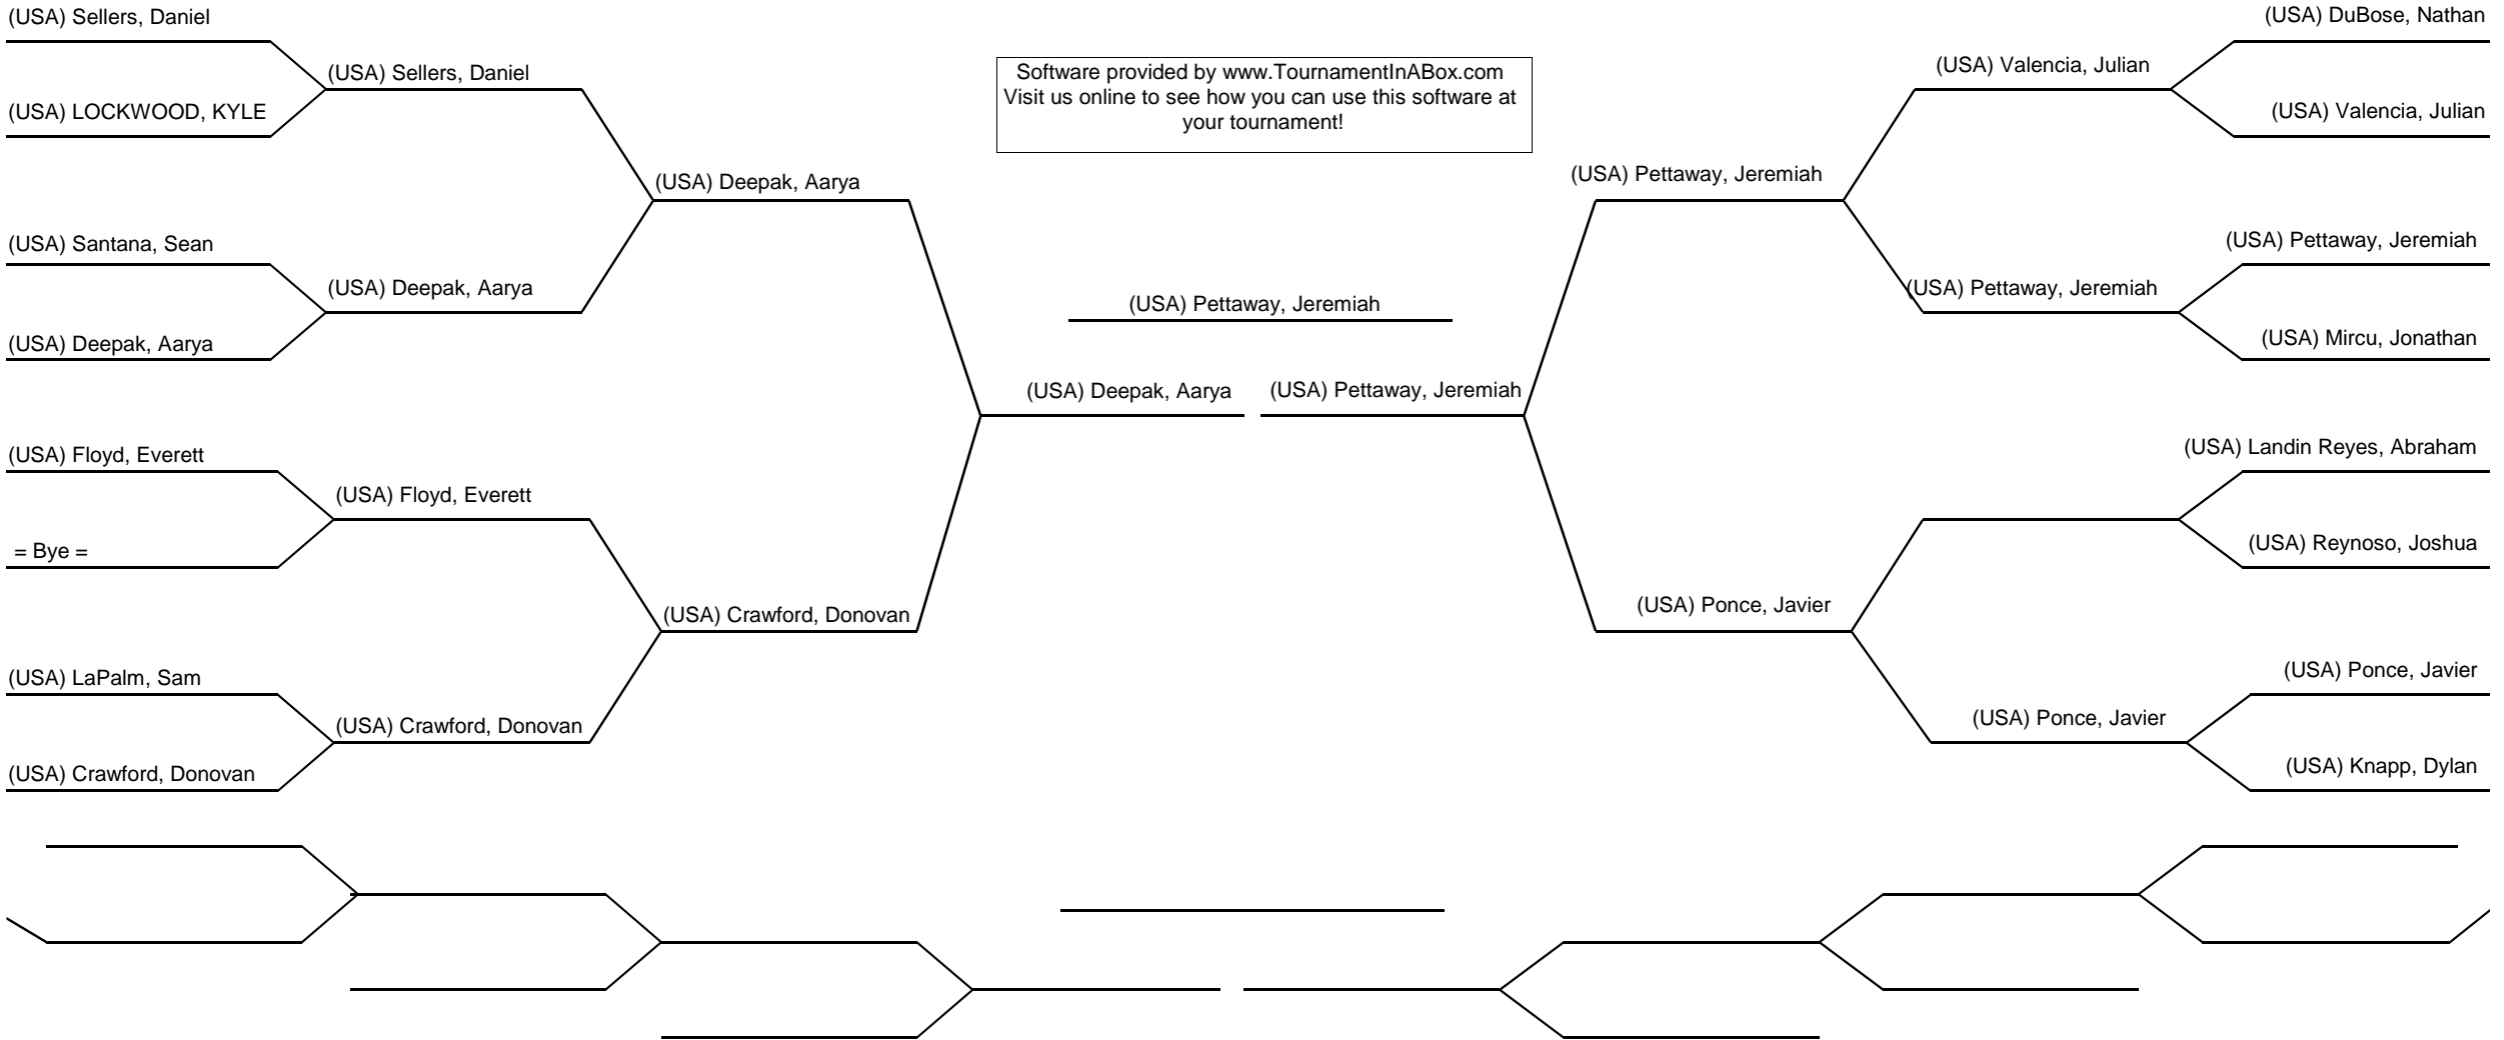 (USA) Sellers, Daniel
(USA) LOCKWOOD, KYLE
(USA) Santana, Sean
(USA) Deepak, Aarya
(USA) Floyd, Everett
= Bye =
(USA) LaPalm, Sam
(USA) Crawford, Donovan
(USA) Sellers, Daniel
(USA) Deepak, Aarya
(USA) Floyd, Everett
(USA) Crawford, Donovan
(USA) Deepak, Aarya
(USA) Crawford, Donovan
Software provided by www.TournamentInABox.com
Visit us online to see how you can use this software at
your tournament!
(USA) Pettaway, Jeremiah
(USA) Deepak, Aarya
(USA) Pettaway, Jeremiah
(USA) Pettaway, Jeremiah
(USA) Ponce, Javier
(USA) Valencia, Julian
(USA) Pettaway, Jeremiah
(USA) Ponce, Javier
(USA) DuBose, Nathan
(USA) Valencia, Julian
(USA) Pettaway, Jeremiah
(USA) Mircu, Jonathan
(USA) Landin Reyes, Abraham
(USA) Reynoso, Joshua
(USA) Ponce, Javier
(USA) Knapp, Dylan